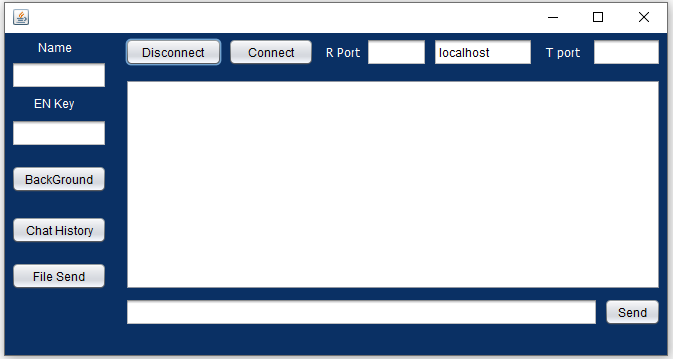 Name
Disconnect
Connect
R Port
localhost
T port
EN Key
BackGround
Chat History
File Send
Send